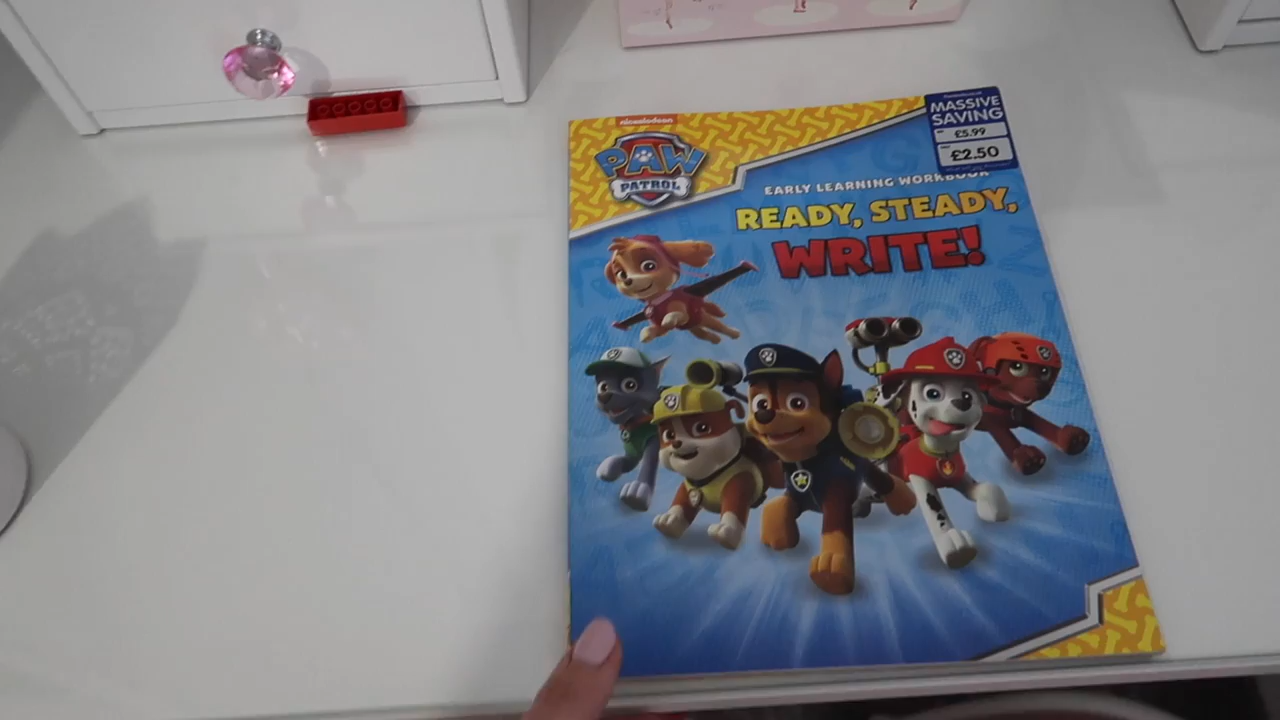 nickelodeon
PAW
PATROL
MASSIVE
SAVING
£5.99
£2.50
EARLY LEARNING WORKBOOK
READY, STEADY,
WRITE!